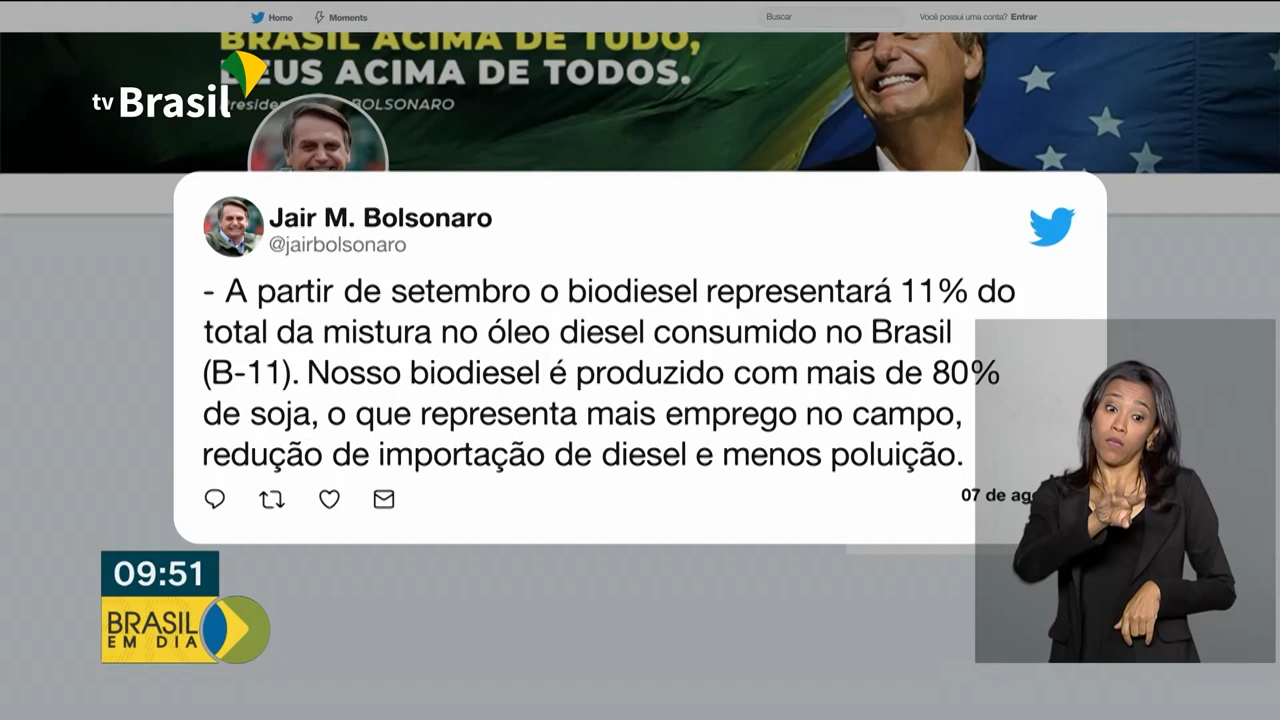 Home
Moments
Buscar
Você possui uma conta? Entrar
BRASIL ACIMA DE TUDO,
DEUS ACIMA DE TODOS.
BOLSONARO
tv Brasil
Jair M. Bolsonaro
@jairbolsonaro
- A partir de setembro o biodiesel representará 11% do
total da mistura no óleo diesel consumido no Brasil
(B-11). Nosso biodiesel é produzido com mais de 80%
de soja, o que representa mais emprego no campo,
redução de importação de diesel e menos poluição.
07 de ag
09:51
BRASIL
EM DIA